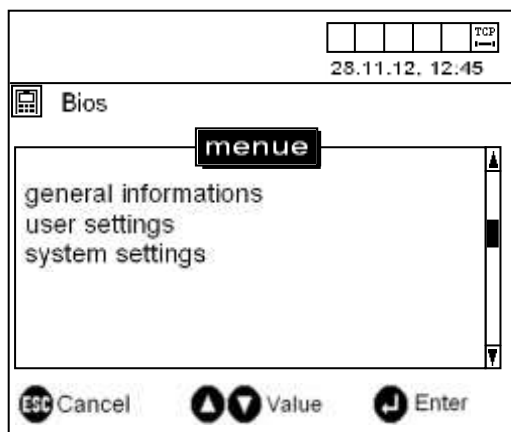 TCP
28.11.12, 12:45
Bios
menue
general informations
user settings
system settings
ESC Cancel Value Enter